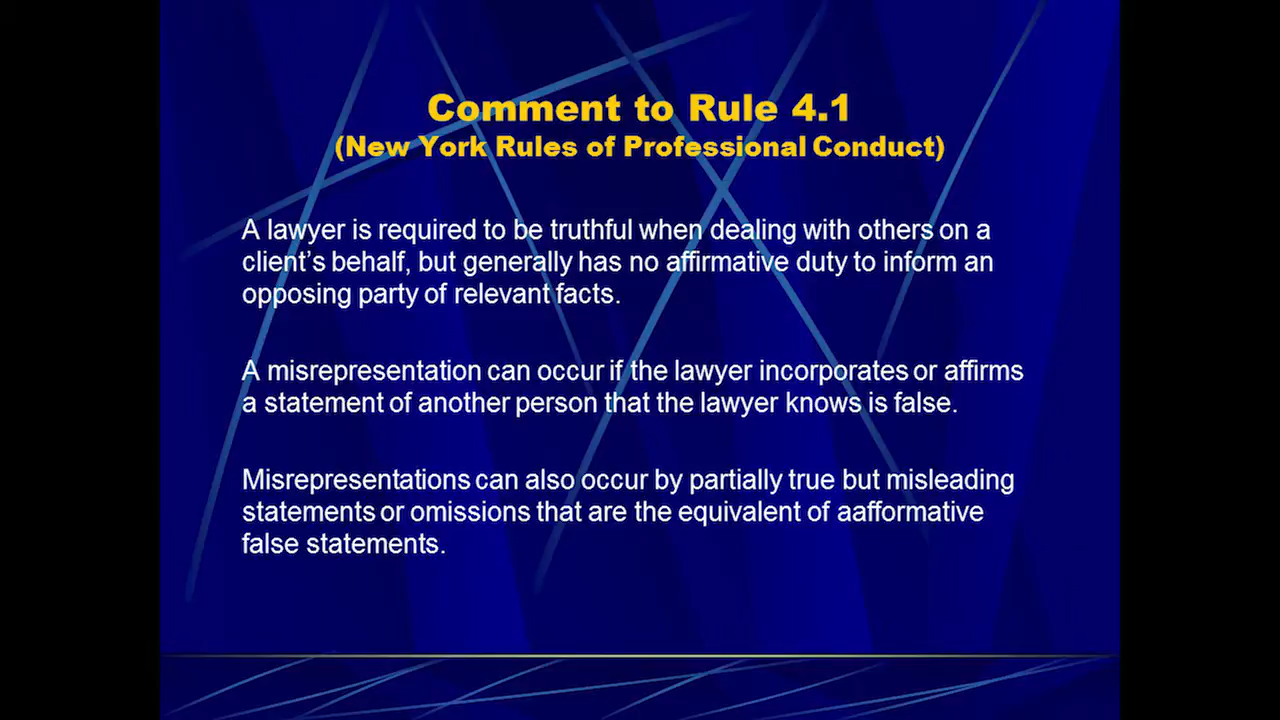 Comment to Rule 4.1
(New York Rules of Professional Conduct)
A lawyer is required to be truthful when dealing with others on a
client’s behalf, but generally has no affirmative duty to inform an
opposing party of relevant facts.
A misrepresentation can occur if the lawyer incorporates or affirms
a statement of another person that the lawyer knows is false.
Misrepresentations can also occur by partially true but misleading
statements or omissions that are the equivalent of aafformative
false statements.